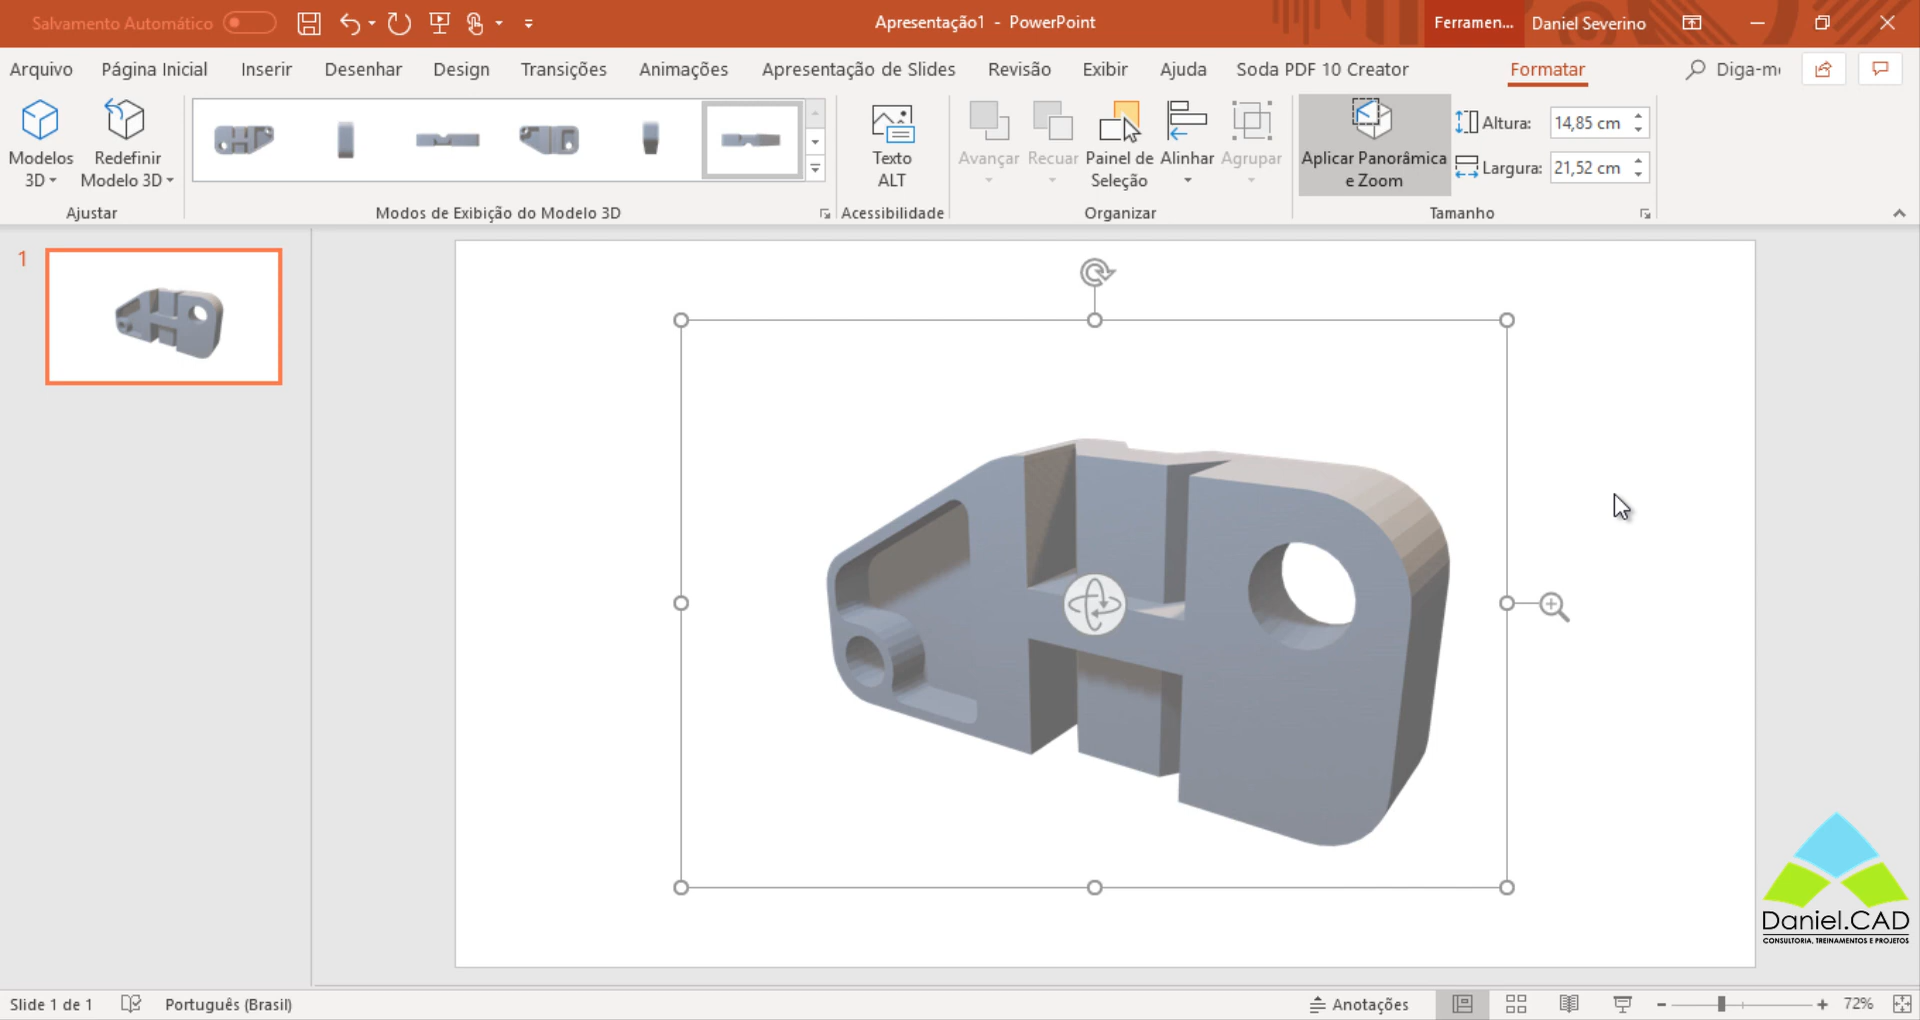 Salvamento Automático
Apresentação1 - PowerPoint
Ferramen...
Daniel Severino
Arquivo Página Inicial Inserir Desenhar Design Transições Animações Apresentação de Slides Revisão Exibir Ajuda Soda PDF 10 Creator Formatar Diga-m
Modelos 3D
Redefinir Modelo 3D
Texto ALT
Avançar
Recuar
Painel de Seleção
Alinhar
Agrupar
Aplicar Panorâmica e Zoom
Altura: 14,85 cm
Largura: 21,52 cm
Ajustar
Modos de Exibição do Modelo 3D
Acessibilidade
Organizar
Tamanho
1
Daniel.CAD
CONSULTORIA, TREINAMENTOS E PROJETOS
Slide 1 de 1
Português (Brasil)
Anotações
72%